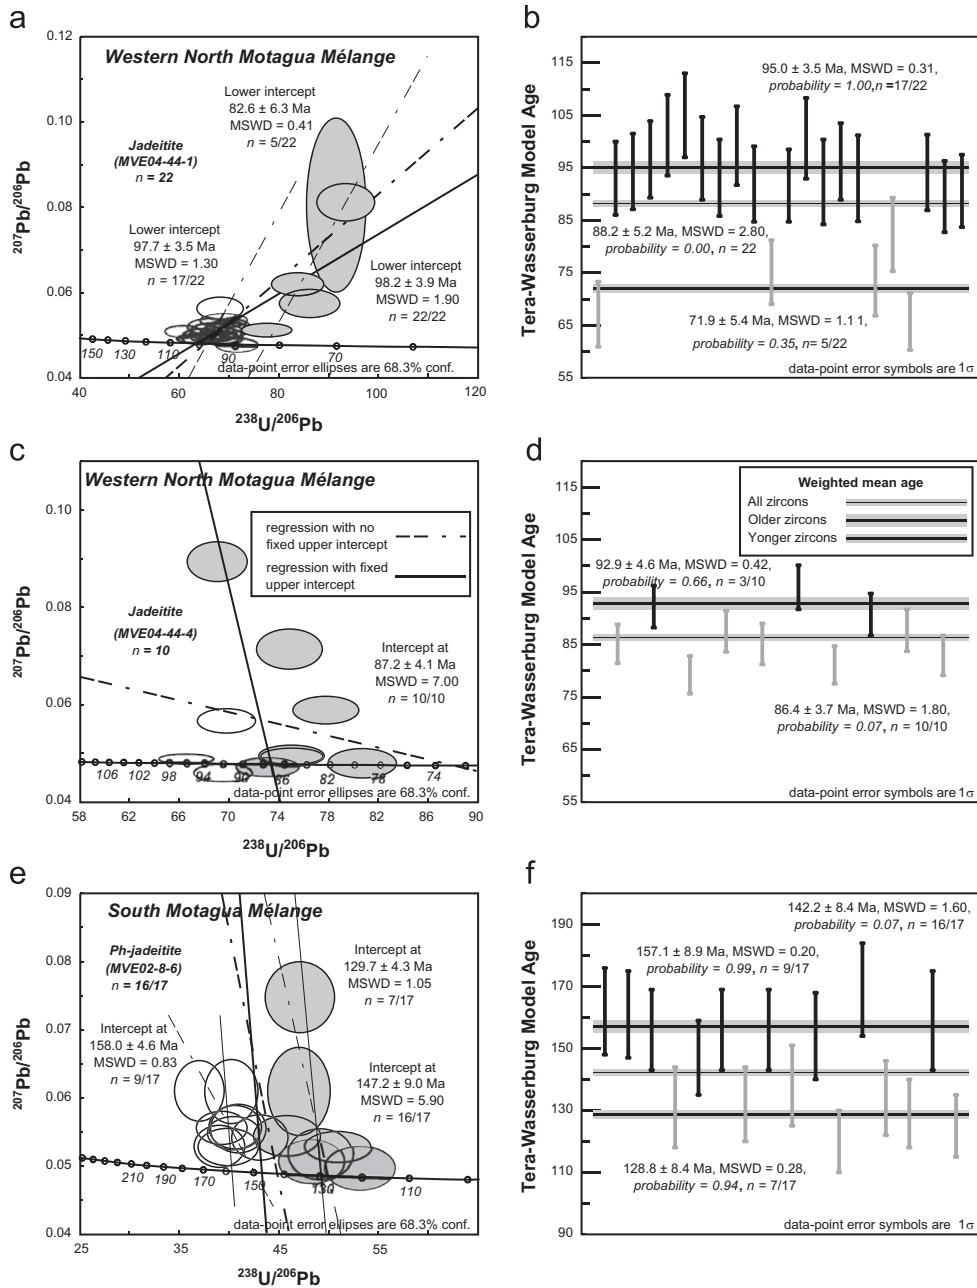 a
Western North Motagua Mélange
0.12
0.10
0.08
0.06
0.04
207Pb/206Pb
Lower intercept
82.6 ± 6.3 Ma
MSWD = 0.41
n = 5/22
Jadeitite
(MVE04-44-1)
n = 22
Lower intercept
97.7 ± 3.5 Ma
MSWD = 1.30
n = 17/22
Lower intercept
98.2 ± 3.9 Ma
MSWD = 1.90
n = 22/22
150 130 110 90 70
data-point error ellipses are 68.3% conf.
40 60 80 100 120
238U/206Pb
b
Tera-Wasserburg Model Age
115
105
95
85
75
65
55
95.0 ± 3.5 Ma, MSWD = 0.31,
probability = 1.00, n = 17/22
88.2 ± 5.2 Ma, MSWD = 2.80,
probability = 0.00, n = 22
71.9 ± 5.4 Ma, MSWD = 1.1 1,
probability = 0.35, n= 5/22
data-point error symbols are 1σ
c
Western North Motagua Mélange
0.10
0.08
0.06
0.04
207Pb/206Pb
regression with no
fixed upper intercept
regression with fixed
upper intercept
Jadeitite
(MVE04-44-4)
n = 10
Intercept at
87.2 ± 4.1 Ma
MSWD = 7.00
n = 10/10
106 102 98 94 90 86 82 78 74
data-point error ellipses are 68.3% conf.
58 62 66 70 74 78 82 86 90
238U/206Pb
d
Tera-Wasserburg Model Age
115
105
95
85
75
65
55
Weighted mean age
All zircons
Older zircons
Yonger zircons
92.9 ± 4.6 Ma, MSWD = 0.42,
probability = 0.66, n = 3/10
86.4 ± 3.7 Ma, MSWD = 1.80,
probability = 0.07, n = 10/10
data-point error symbols are 1σ
e
South Motagua Mélange
0.09
0.08
0.07
0.06
0.05
0.04
207Pb/206Pb
Ph-jadeitite
(MVE02-8-6)
n = 16/17
Intercept at
129.7 ± 4.3 Ma
MSWD = 1.05
n = 7/17
Intercept at
158.0 ± 4.6 Ma
MSWD = 0.83
n = 9/17
147.2 ± 9.0 Ma
MSWD = 5.90
n = 16/17
210 190 170 150 130 110
data-point error ellipses are 68.3% conf.
25 35 45 55
238U/206Pb
f
Tera-Wasserburg Model Age
190
170
150
130
110
90
142.2 ± 8.4 Ma, MSWD = 1.60,
probability = 0.07, n = 16/17
157.1 ± 8.9 Ma, MSWD = 0.20,
probability = 0.99, n = 9/17
128.8 ± 8.4 Ma, MSWD = 0.28,
probability = 0.94, n = 7/17
data-point error symbols are 1σ